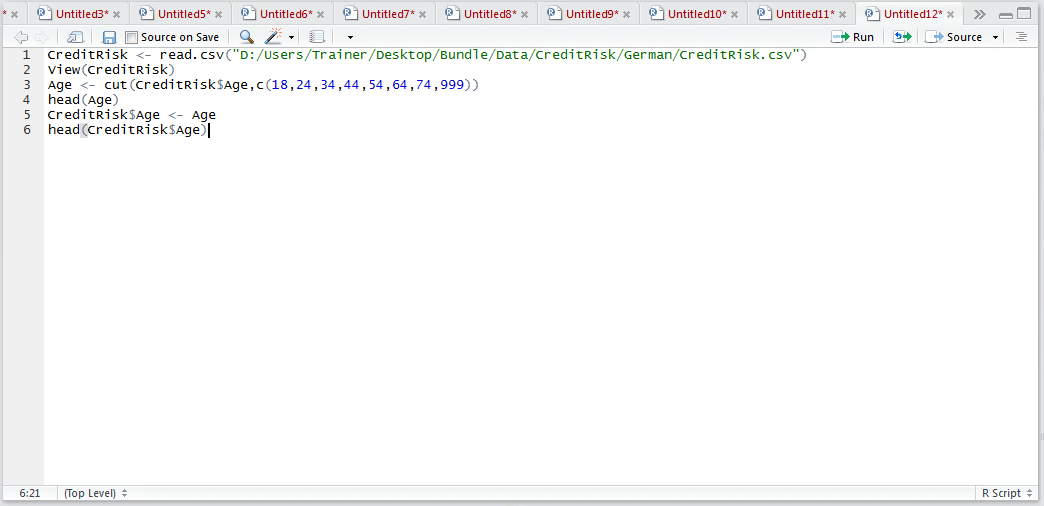 * Untitled3* Untitled5* Untitled6* Untitled7* Untitled8* Untitled9* Untitled10* Untitled11* Untitled12*
Source on Save Run Source
1 CreditRisk <- read.csv("D:/Users/Trainer/Desktop/Bundle/Data/CreditRisk/German/CreditRisk.csv")
2 View(CreditRisk)
3 Age <- cut(CreditRisk$Age,c(18,24,34,44,54,64,74,999))
4 head(Age)
5 CreditRisk$Age <- Age
6 head(CreditRisk$Age)
6:21 (Top Level) R Script